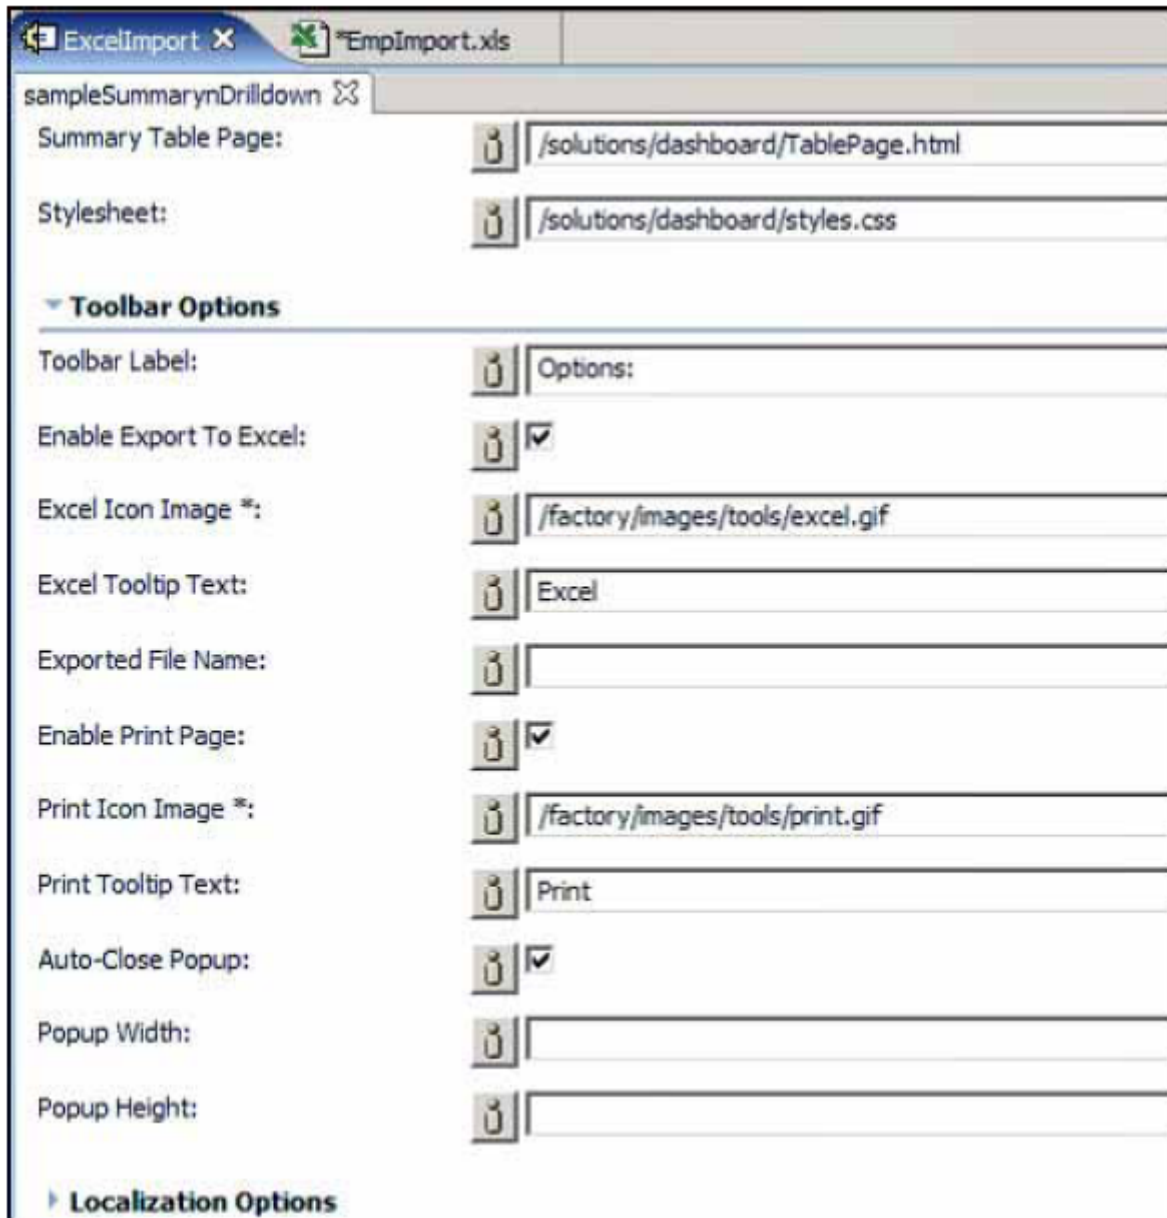 ExcelImport *EmpImport.xls
sampleSummarynDrilldown
Summary Table Page: /solutions/dashboard/TablePage.html
Stylesheet: /solutions/dashboard/styles.css
Toolbar Options
Toolbar Label: Options:
Enable Export To Excel:
Excel Icon Image *: /factory/images/tools/excel.gif
Excel Tooltip Text: Excel
Exported File Name:
Enable Print Page:
Print Icon Image *: /factory/images/tools/print.gif
Print Tooltip Text: Print
Auto-Close Popup:
Popup Width:
Popup Height:
Localization Options